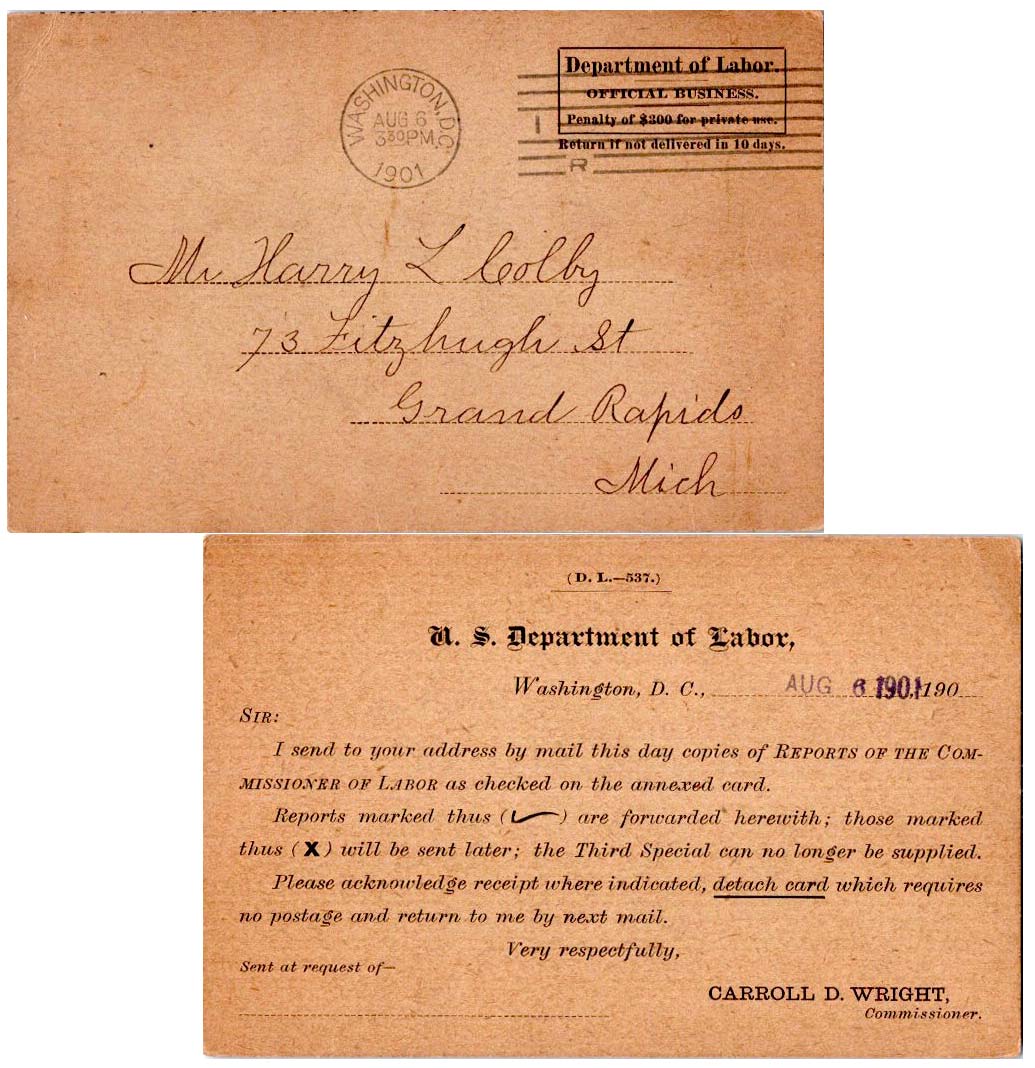 WASHINGTON, D.C.
AUG 6
3 30 PM
1901
Department of Labor.
OFFICIAL BUSINESS.
Penalty of $300 for private use.
Return if not delivered in 10 days.
1
R
Mr Harry L Colby
73 Fitzhugh St
Grand Rapids
Mich
(D. L.—537.)
U. S. Department of Labor,
Washington, D. C., AUG 6 1901, 190
SIR:
I send to your address by mail this day copies of REPORTS OF THE COM-
MISSIONER OF LABOR as checked on the annexed card.
Reports marked thus (✓) are forwarded herewith; those marked
thus (X) will be sent later; the Third Special can no longer be supplied.
Please acknowledge receipt where indicated, detach card which requires
no postage and return to me by next mail.
Very respectfully,
Sent at request of—
CARROLL D. WRIGHT,
Commissioner.